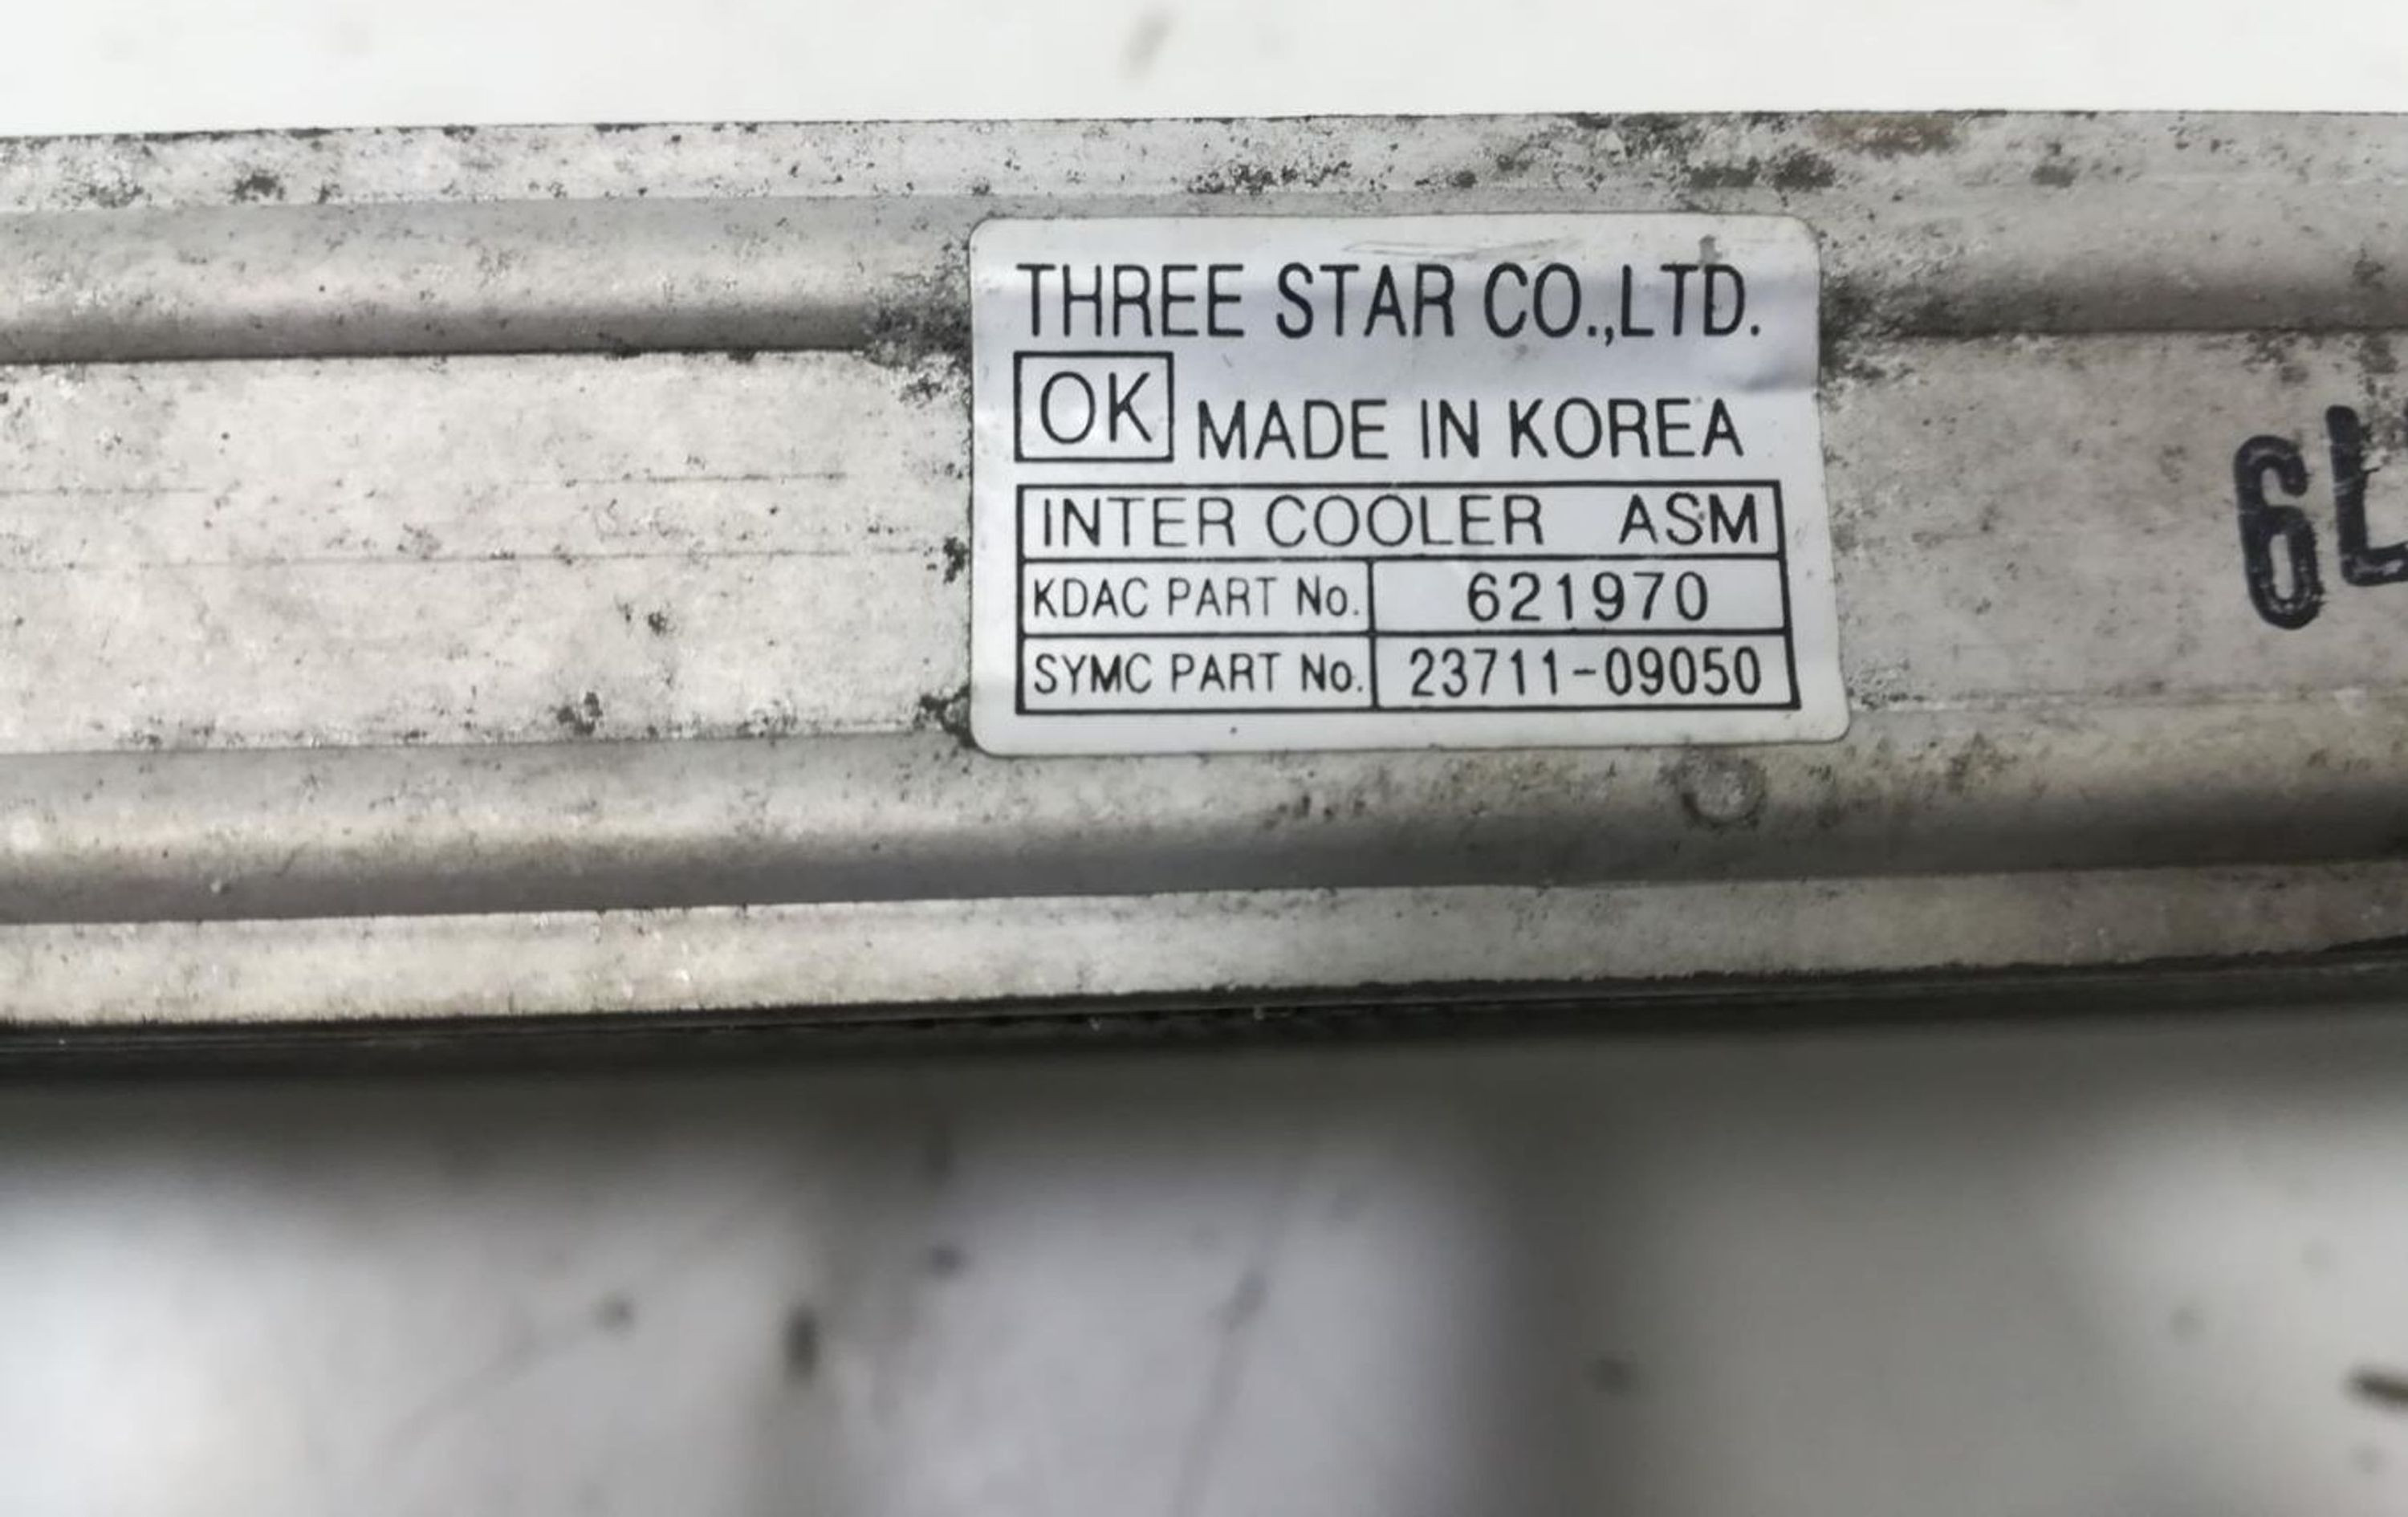 THREE STAR CO.,LTD.
OK MADE IN KOREA
INTER COOLER ASM
KDAC PART No. 621970
SYMC PART No. 23711-09050